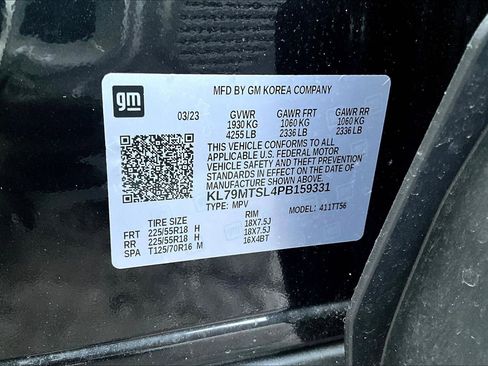 gm
MFD BY GM KOREA COMPANY
03/23 GVWR GAWR FRT GAWR RR
1930 KG 1060 KG 1060 KG
4255 LB 2336 LB 2336 LB
THIS VEHICLE CONFORMS TO ALL
APPLICABLE U.S. FEDERAL MOTOR
VEHICLE SAFETY AND THEFT PREVENTION
STANDARDS IN EFFECT ON THE DATE OF
MANUFACTURE SHOWN ABOVE.
KL79MTSL4PB159331
TYPE: MPV MODEL: 411TT56
TIRE SIZE RIM
FRT 225/55R18 H 18X7.5J
RR 225/55R18 H 18X7.5J
SPA T125/70R16 M 16X4BT